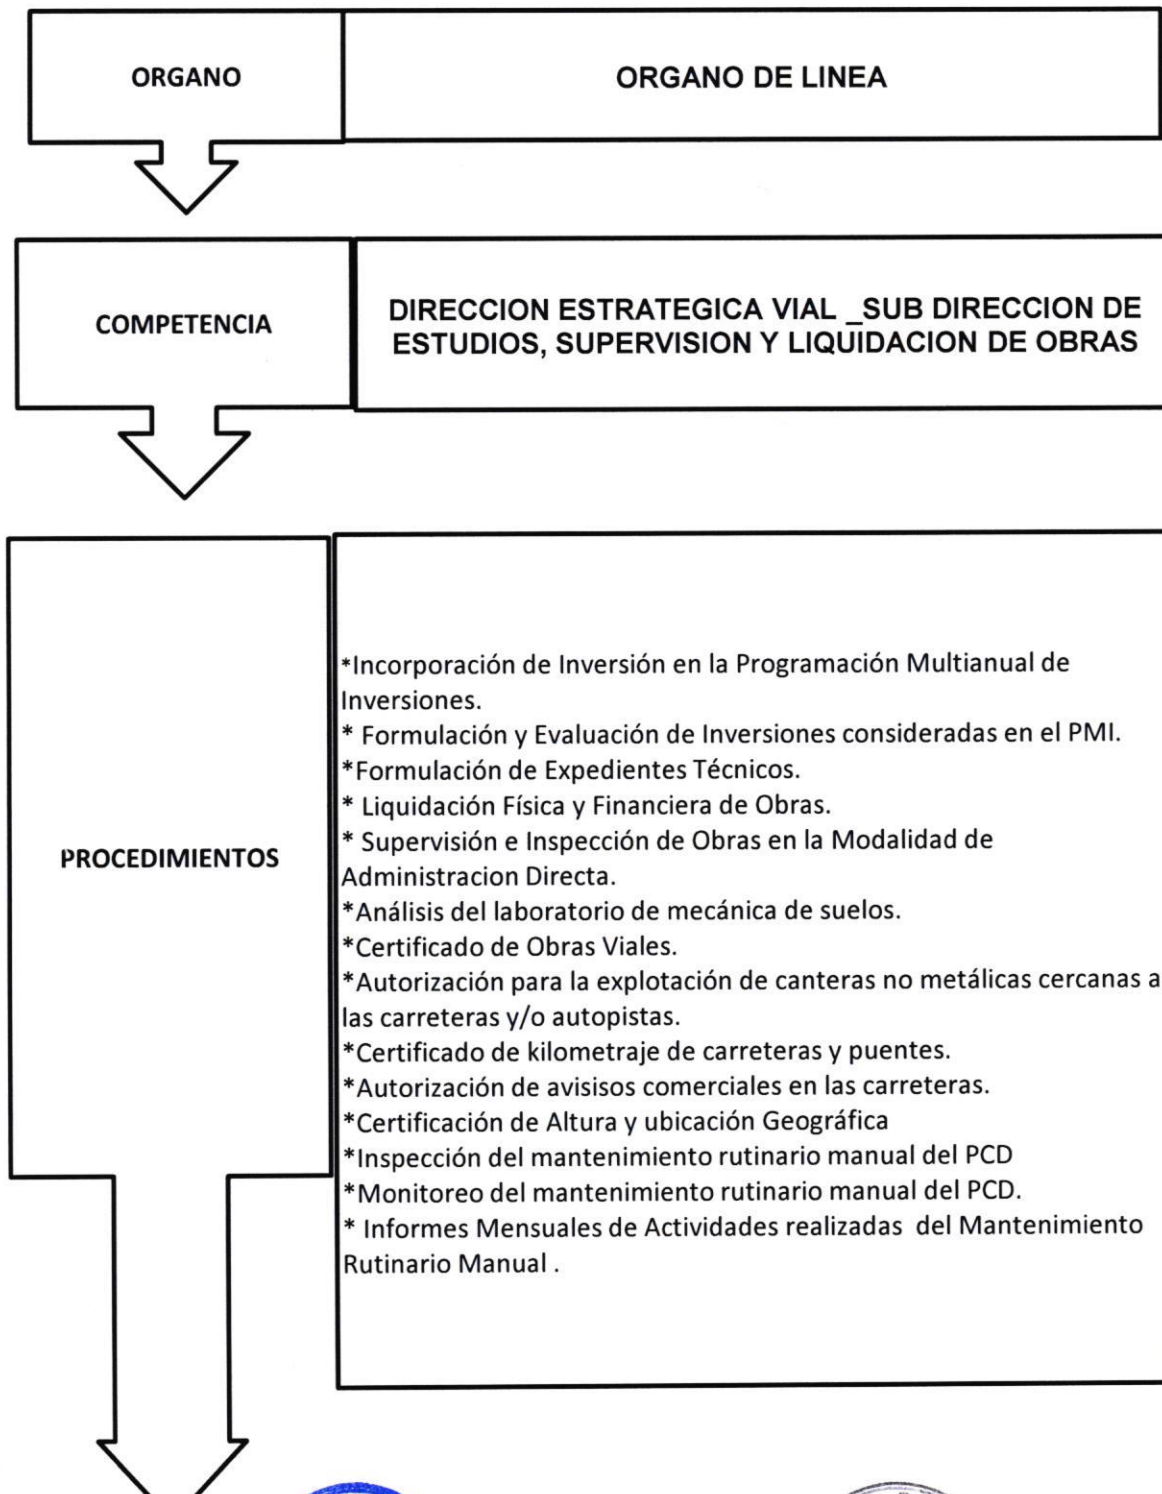 ORGANO
ORGANO DE LINEA
COMPETENCIA
DIRECCION ESTRATEGICA VIAL _SUB DIRECCION DE
ESTUDIOS, SUPERVISION Y LIQUIDACION DE OBRAS
PROCEDIMIENTOS
*Incorporación de Inversión en la Programación Multianual de
Inversiones.
* Formulación y Evaluación de Inversiones consideradas en el PMI.
*Formulación de Expedientes Técnicos.
* Liquidación Física y Financiera de Obras.
* Supervisión e Inspección de Obras en la Modalidad de
Administracion Directa.
*Análisis del laboratorio de mecánica de suelos.
*Certificado de Obras Viales.
*Autorización para la explotación de canteras no metálicas cercanas a
las carreteras y/o autopistas.
*Certificado de kilometraje de carreteras y puentes.
*Autorización de avisisos comerciales en las carreteras.
*Certificación de Altura y ubicación Geográfica
*Inspección del mantenimiento rutinario manual del PCD
*Monitoreo del mantenimiento rutinario manual del PCD.
* Informes Mensuales de Actividades realizadas  del Mantenimiento
Rutinario Manual .